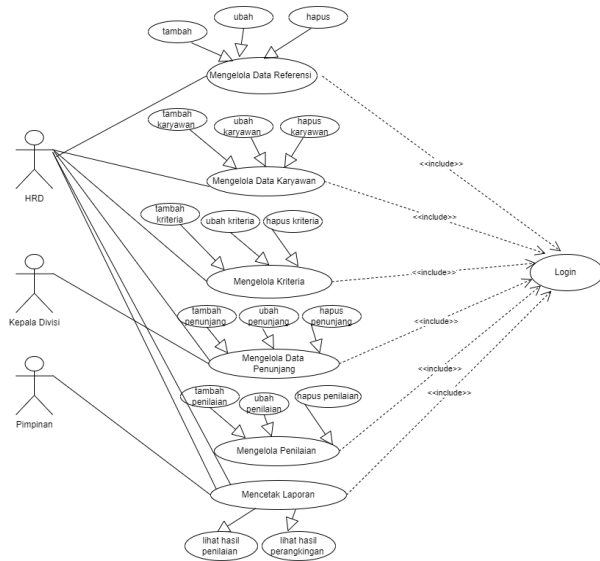 ubah
tambah
hapus
Mengelola Data Referensi
tambah
karyawan
ubah
karyawan
hapus
karyawan
<<include>>
HRD
Mengelola Data Karyawan
tambah
kriteria
ubah kriteria
hapus kriteria
<<include>>
<<include>>
Login
Mengelola Kriteria
tambah
penunjang
ubah
penunjang
hapus
penunjang
<<include>>
Kepala Divisi
Mengelola Data
Penunjang
<<include>>
tambah
penilaian
ubah
penilaian
hapus penilaian
<<include>>
Pimpinan
Mengelola Penilaian
Mencetak Laporan
lihat hasil
penilaian
lihat hasil
perangkingan